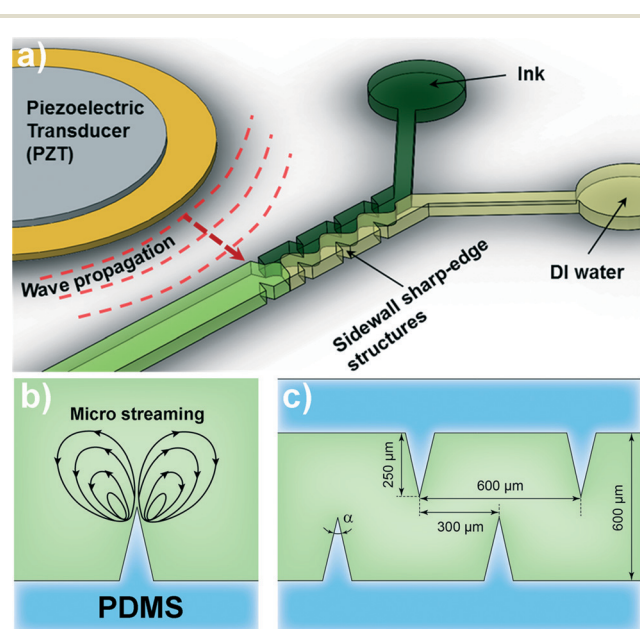 a)
Piezoelectric
Transducer
(PZT)
Ink
Wave propagation
Sidewall sharp-edge
structures
DI water
b)
Micro streaming
PDMS
c)
250 μm
600 μm
300 μm
600 μm
α